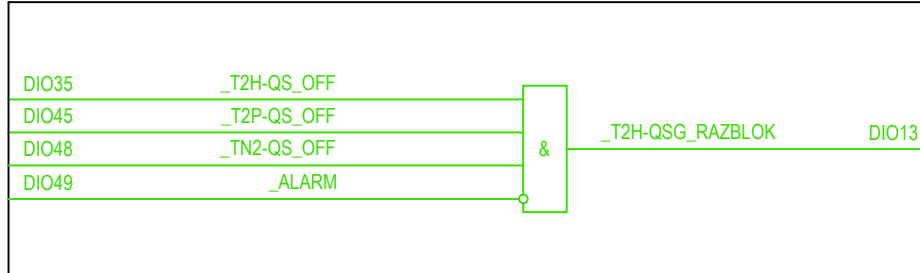 DIO35 _T2H-QS_OFF
DIO45 _T2P-QS_OFF
DIO48 _TN2-QS_OFF
DIO49 _ALARM
& _T2H-QSG_RAZBLOK DIO13